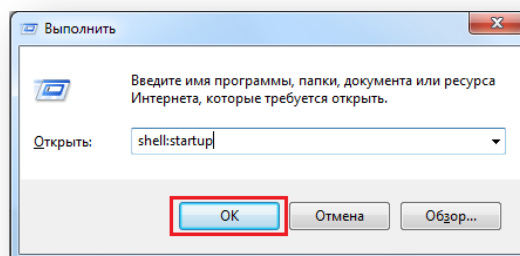 Выполнить
Введите имя программы, папки, документа или ресурса
Интернета, которые требуется открыть.
Открыть:
shell:startup
OK
Отмена
Обзор...